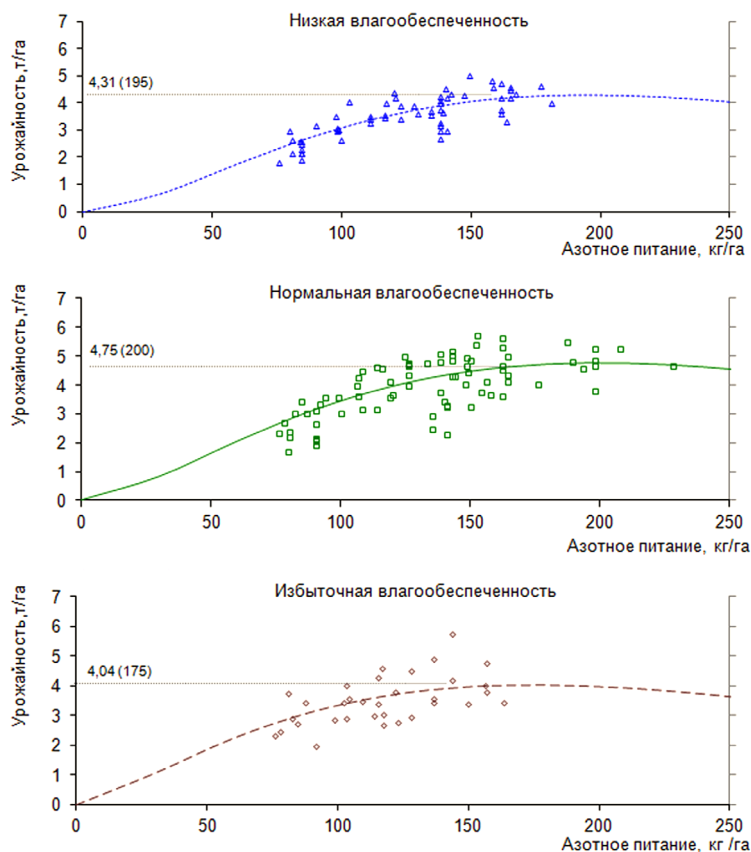 Низкая влагообеспеченность
Урожайность,т/га
7
6
5
4
3
2
1
0
4,31 (195)
0 50 100 150 200 250
Азотное питание, кг/га
Нормальная влагообеспеченность
Урожайность,т/га
7
6
5
4
3
2
1
0
4,75 (200)
0 50 100 150 200 250
Азотное питание, кг/га
Избыточная влагообеспеченность
Урожайность,т/га
7
6
5
4
3
2
1
0
4,04 (175)
0 50 100 150 200 250
Азотное питание, кг/га